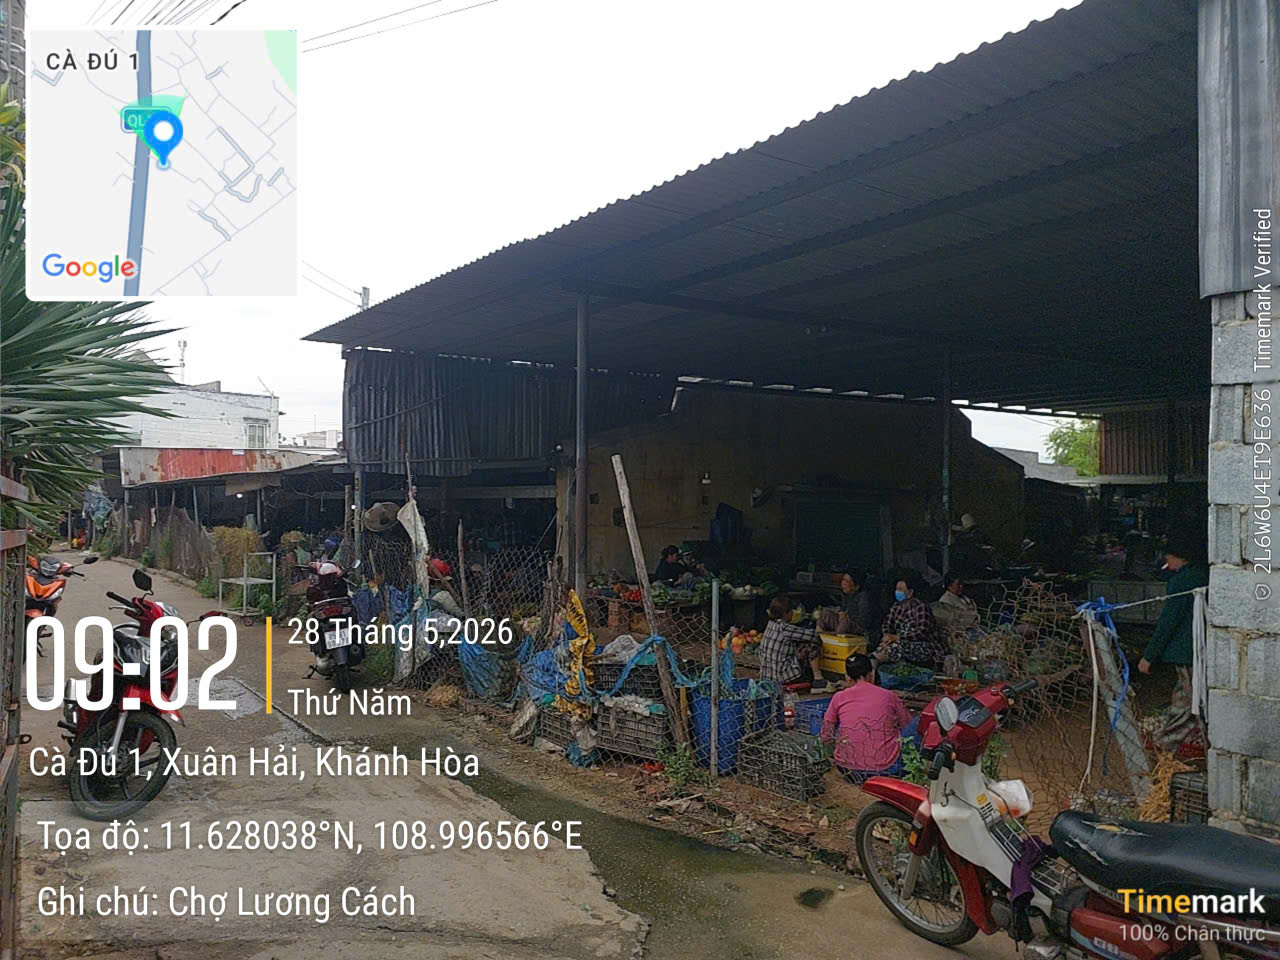 CÀ ĐÚ 1
Google
09:02
28 Tháng 5,2026
Thứ Năm
Cà Đú 1, Xuân Hải, Khánh Hòa
Tọa độ: 11.628038°N, 108.996566°E
Ghi chú: Chợ Lương Cách
Timemark
100% Chân thực
2L6W6U4ET9E636 Timemark Verified